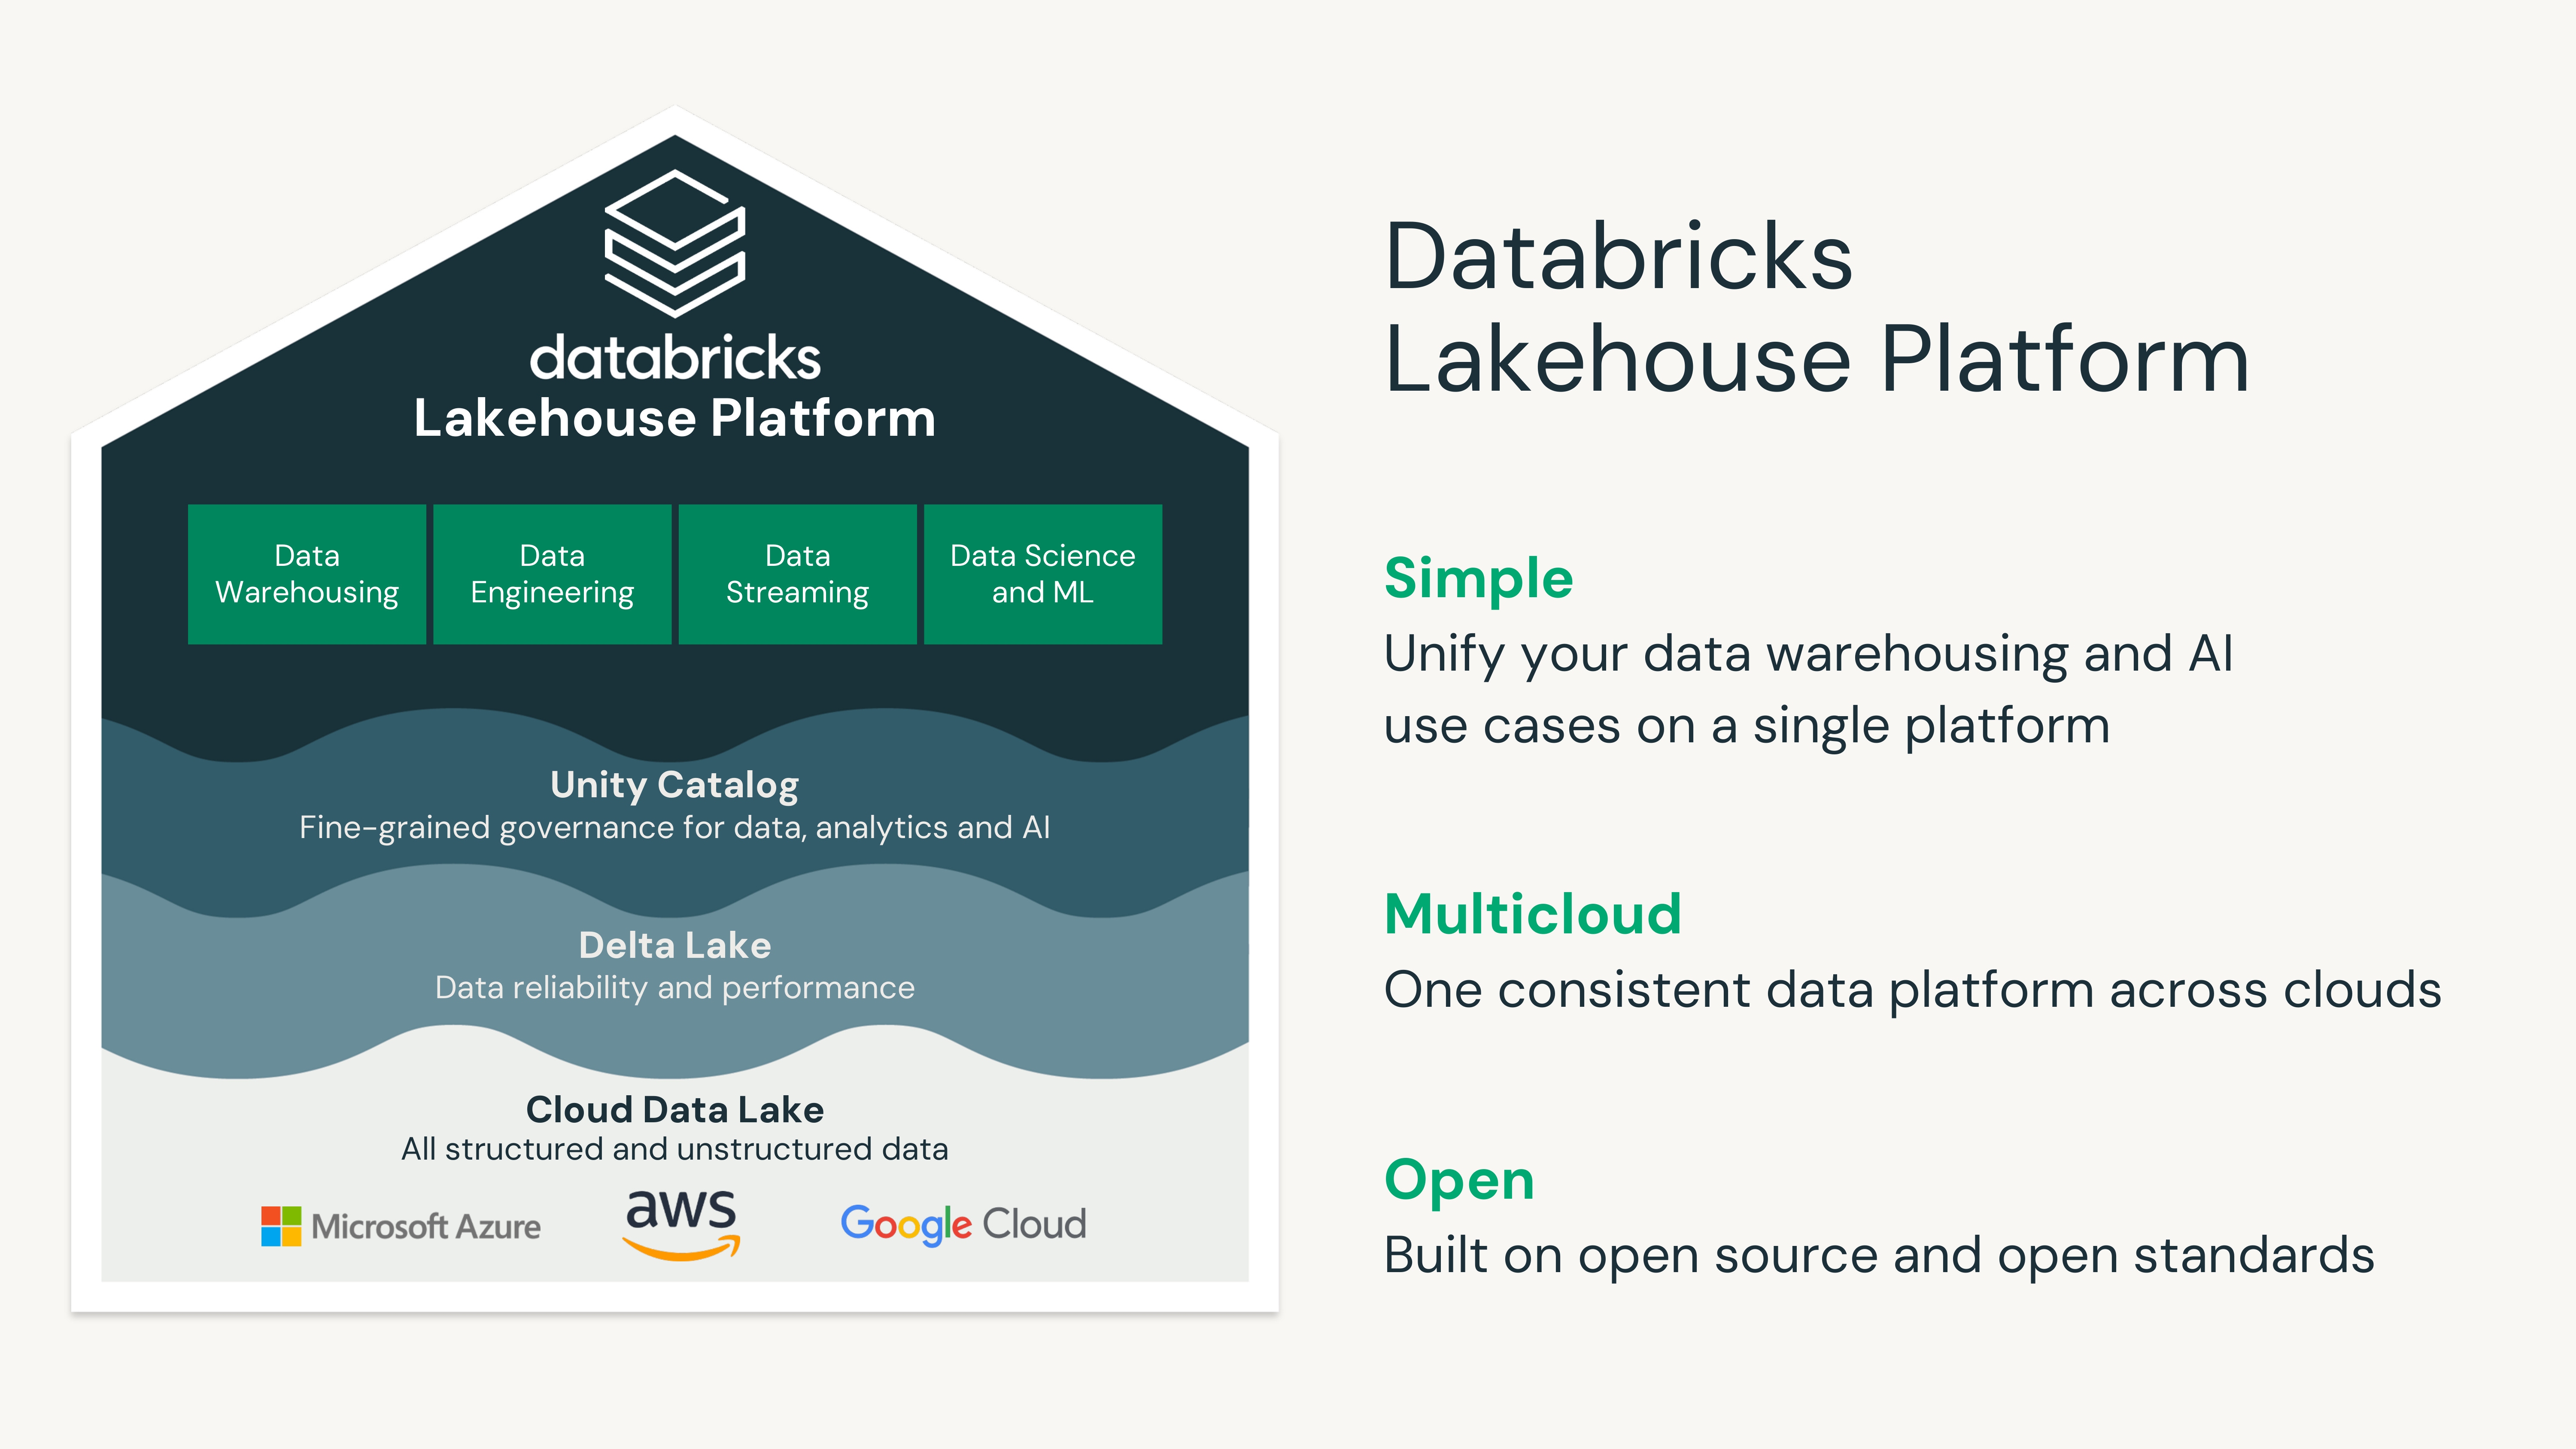 databricks
Lakehouse Platform
Data
Warehousing
Data
Engineering
Data
Streaming
Data Science
and ML
Unity Catalog
Fine-grained governance for data, analytics and AI
Delta Lake
Data reliability and performance
Cloud Data Lake
All structured and unstructured data
Microsoft Azure
aws
Google Cloud
Databricks
Lakehouse Platform
Simple
Unify your data warehousing and AI
use cases on a single platform
Multicloud
One consistent data platform across clouds
Open
Built on open source and open standards